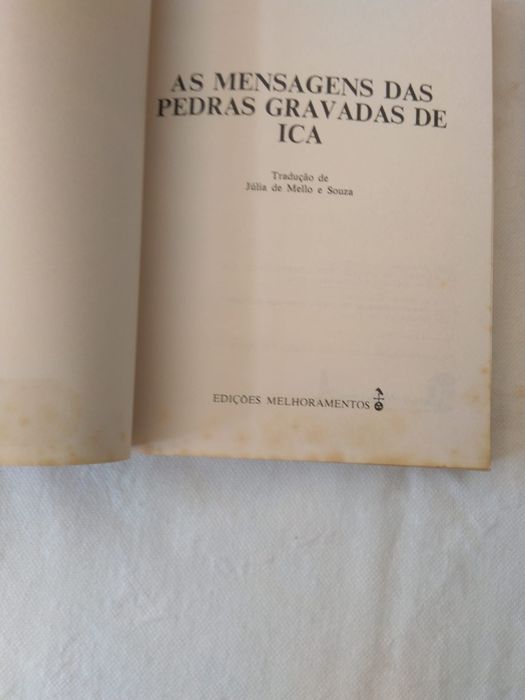 AS MENSAGENS DAS
PEDRAS GRAVADAS DE
ICA
Tradução de
Júlia de Mello e Souza
EDIÇÕES MELHORAMENTOS